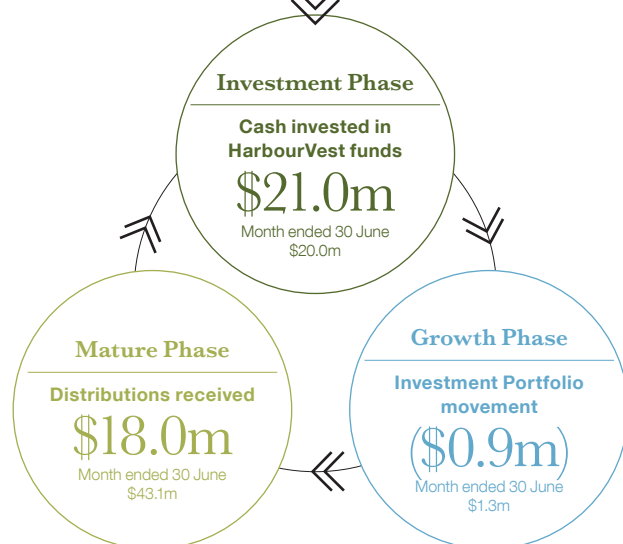 Investment Phase
Cash invested in
HarbourVest funds
$21.0m
Month ended 30 June
$20.0m
Mature Phase
Distributions received
$18.0m
Month ended 30 June
$43.1m
Growth Phase
Investment Portfolio
movement
($0.9m)
Month ended 30 June
$1.3m